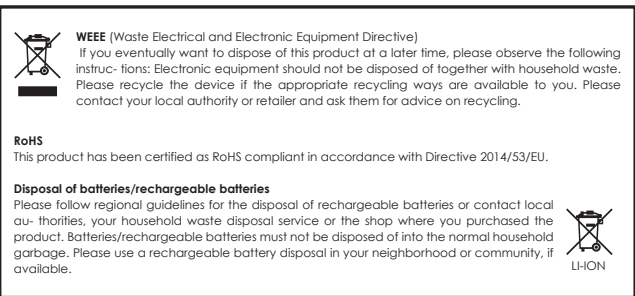 WEEE (Waste Electrical and Electronic Equipment Directive)
If you eventually want to dispose of this product at a later time, please observe the following
instruc- tions: Electronic equipment should not be disposed of together with household waste.
Please recycle the device if the appropriate recycling ways are available to you. Please
contact your local authority or retailer and ask them for advice on recycling.
RoHS
This product has been certified as RoHS compliant in accordance with Directive 2014/53/EU.
Disposal of batteries/rechargeable batteries
Please follow regional guidelines for the disposal of rechargeable batteries or contact local
au- thorities, your household waste disposal service or the shop where you purchased the
product. Batteries/rechargeable batteries must not be disposed of into the normal household
garbage. Please use a rechargeable battery disposal in your neighborhood or community, if
available.
LI-ION